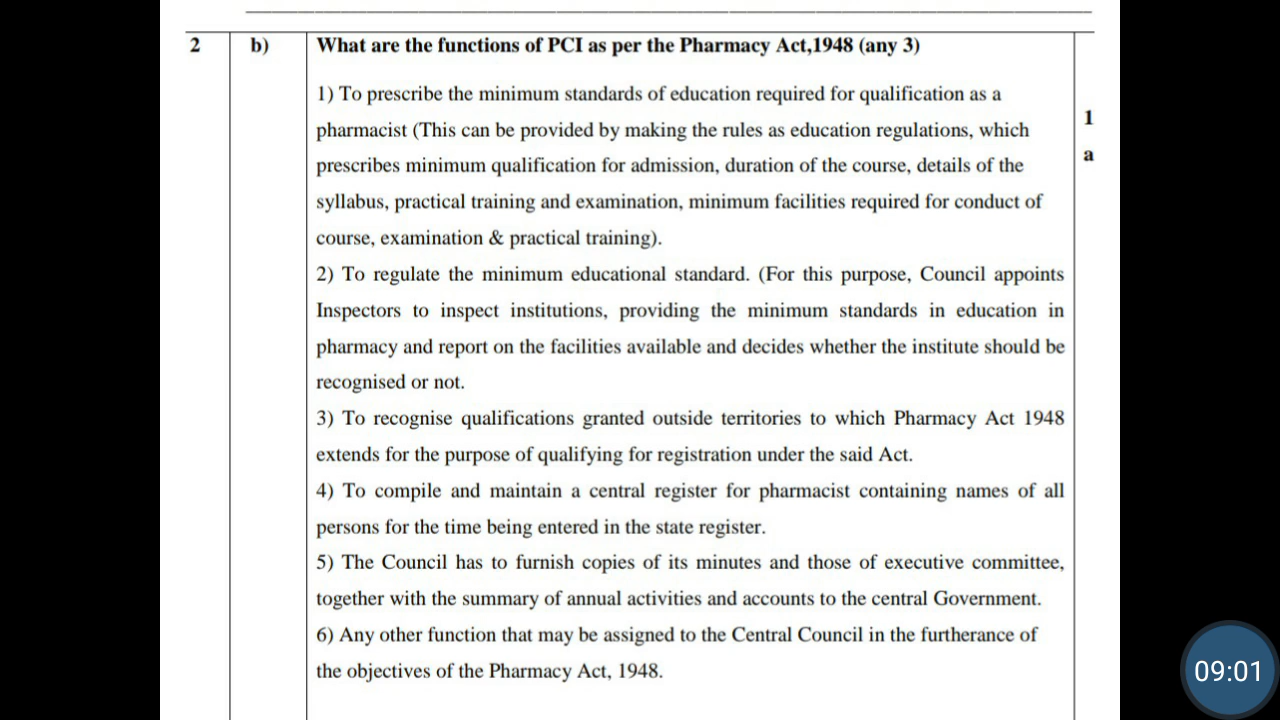 2 b) What are the functions of PCI as per the Pharmacy Act,1948 (any 3)
1) To prescribe the minimum standards of education required for qualification as a
1
pharmacist (This can be provided by making the rules as education regulations, which
prescribes minimum qualification for admission, duration of the course, details of the
a
syllabus, practical training and examination, minimum facilities required for conduct of
course, examination & practical training).
2) To regulate the minimum educational standard. (For this purpose, Council appoints
Inspectors to inspect institutions, providing the minimum standards in education in
pharmacy and report on the facilities available and decides whether the institute should be
recognised or not.
3) To recognise qualifications granted outside territories to which Pharmacy Act 1948
extends for the purpose of qualifying for registration under the said Act.
4) To compile and maintain a central register for pharmacist containing names of all
persons for the time being entered in the state register.
5) The Council has to furnish copies of its minutes and those of executive committee,
together with the summary of annual activities and accounts to the central Government.
6) Any other function that may be assigned to the Central Council in the furtherance of
the objectives of the Pharmacy Act, 1948.
09:01